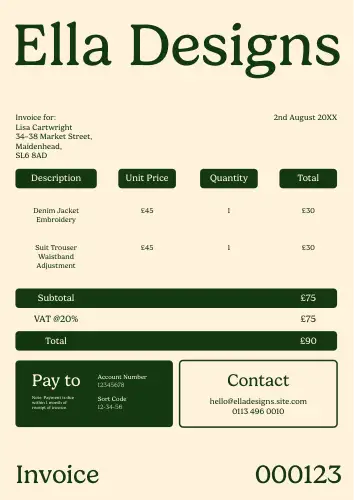 Ella Designs
Invoice for:
2nd August 20XX
Lisa Cartwright
34-38 Market Street,
Maidenhead,
SL6 8AD
Description Unit Price Quantity Total
Denim Jacket Embroidery £45 1 £30
Suit Trouser Waistband Adjustment £45 1 £30
Subtotal £75
VAT @20% £75
Total £90
Pay to
Note: Payment is due
within 1 month of
receipt of invoice
Account Number
12345678
Sort Code
12-34-56
Contact
hello@elladesigns.site.com
0113 496 0010
Invoice 000123